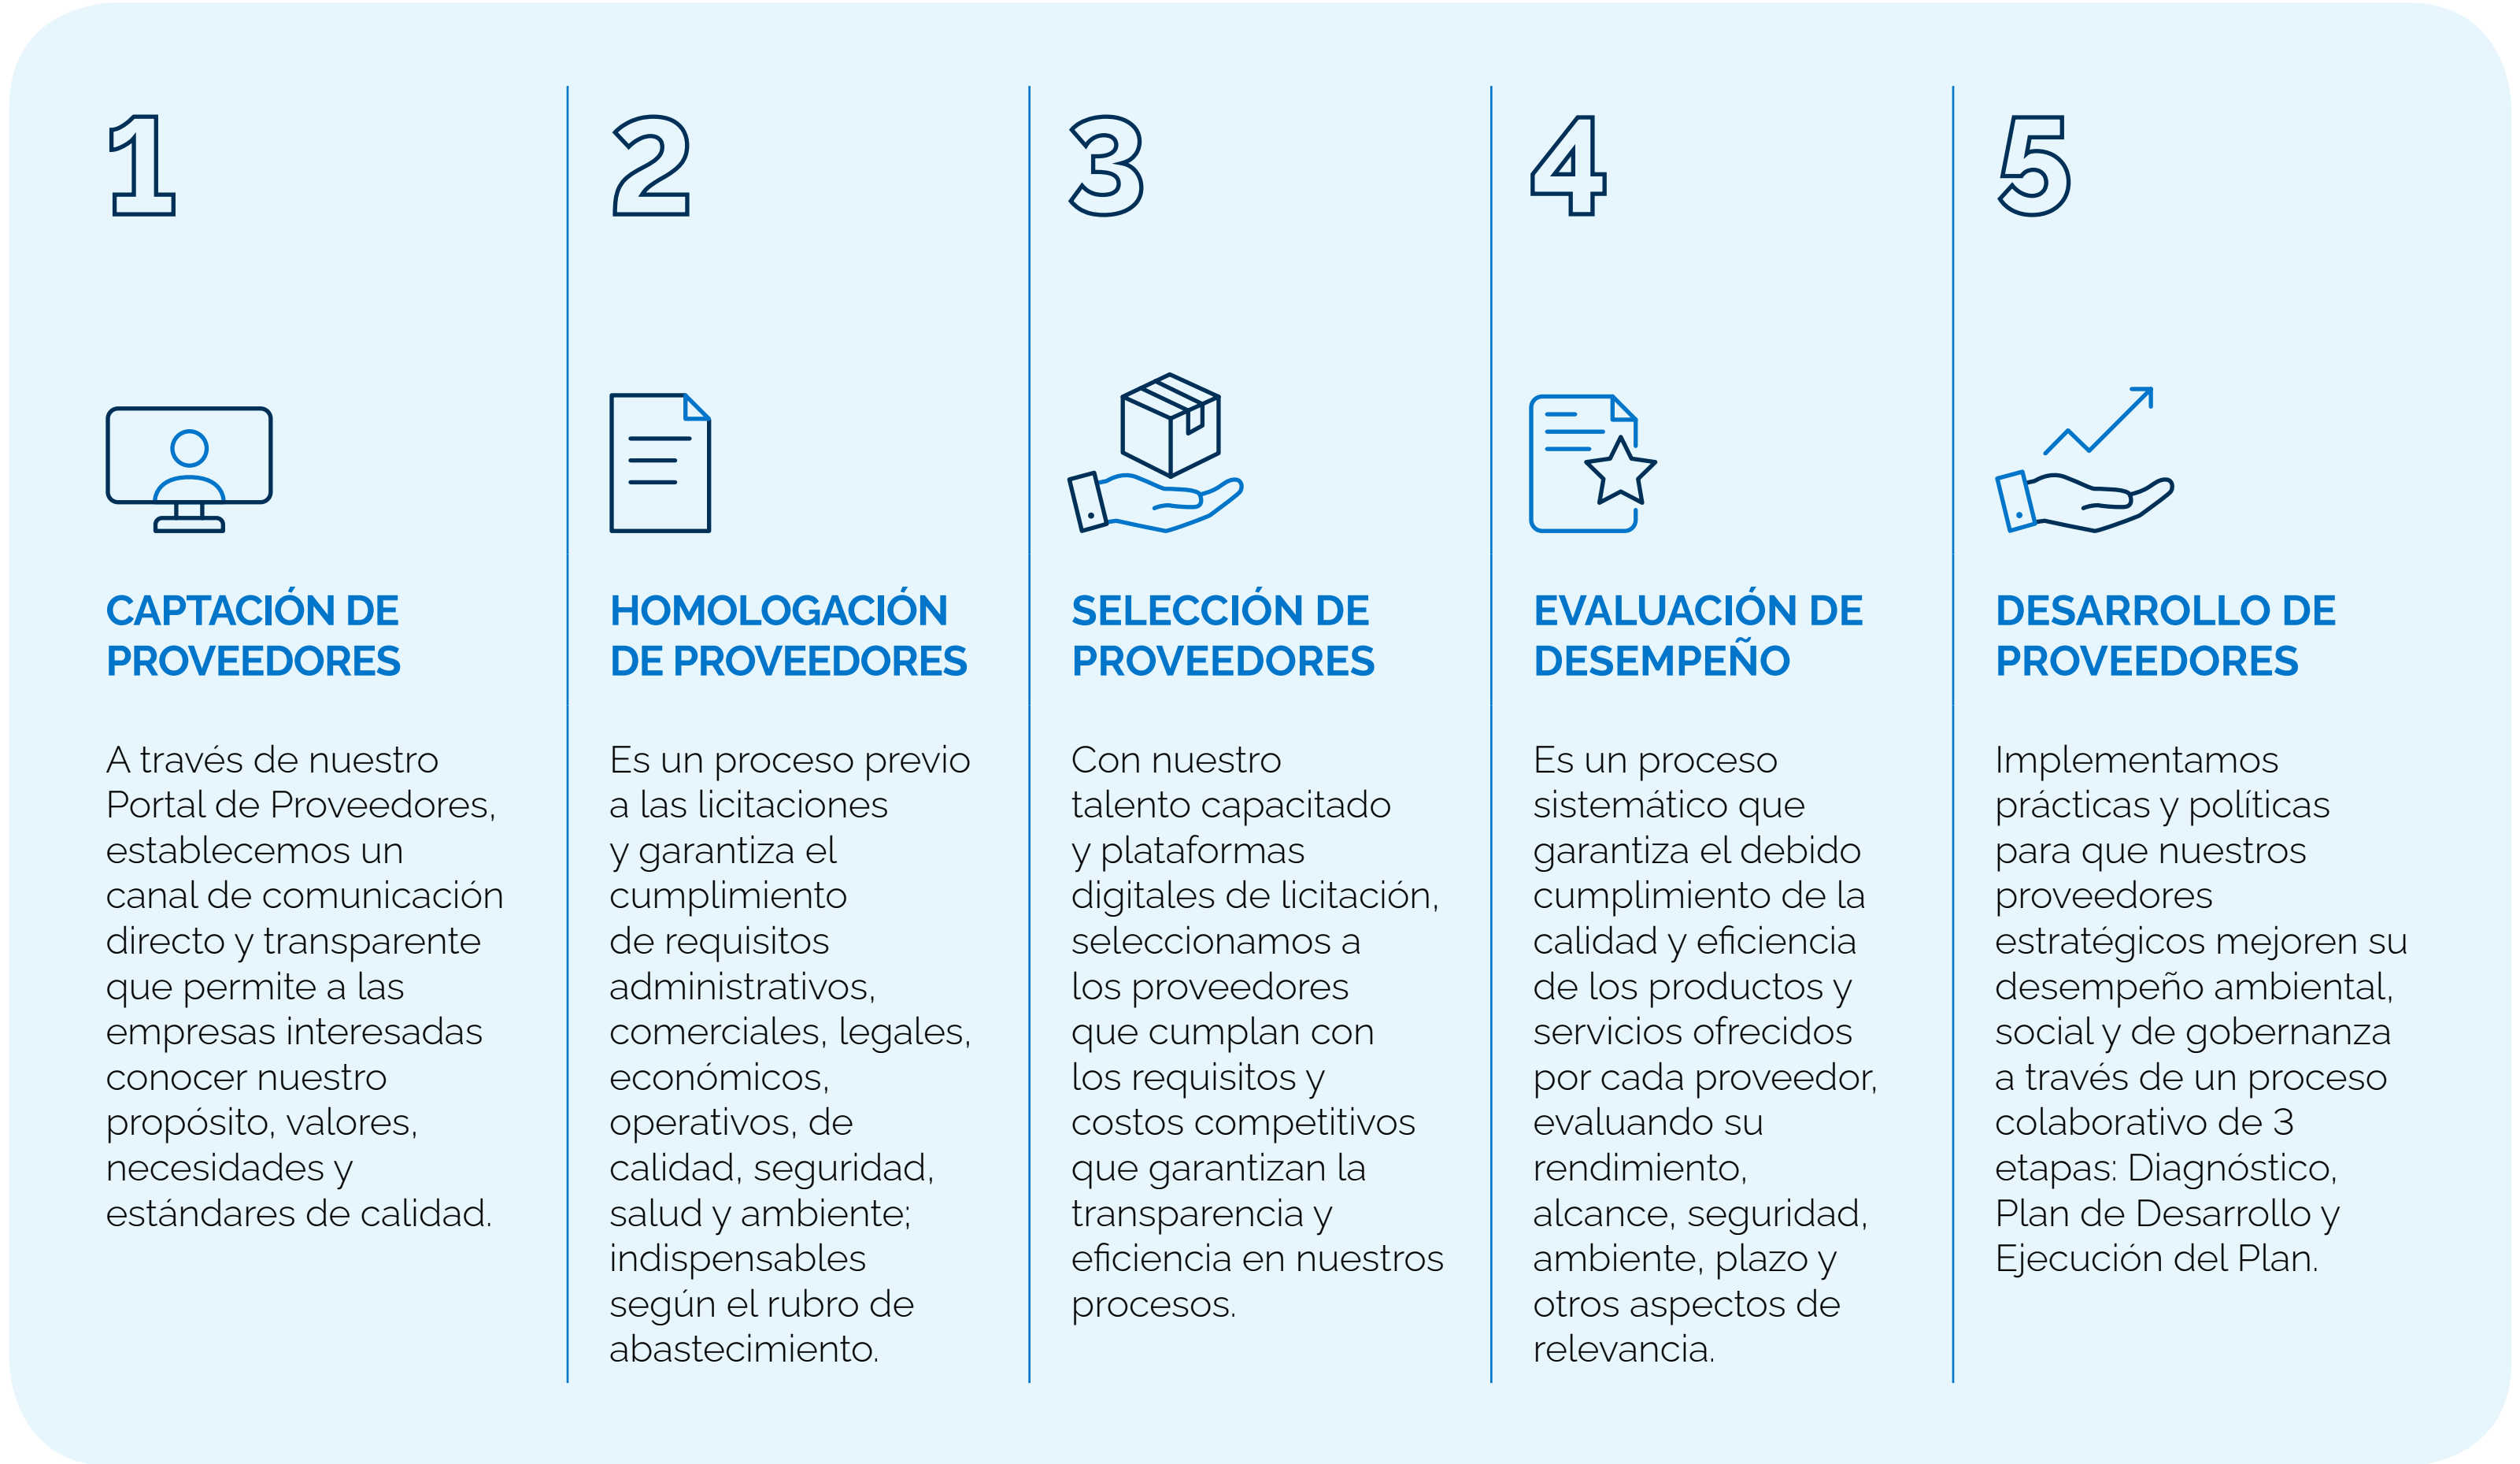 1
CAPTACIÓN DE
PROVEEDORES
A través de nuestro
Portal de Proveedores,
establecemos un
canal de comunicación
directo y transparente
que permite a las
empresas interesadas
conocer nuestro
propósito, valores,
necesidades y
estándares de calidad.
2
HOMOLOGACIÓN
DE PROVEEDORES
Es un proceso previo
a las licitaciones
y garantiza el
cumplimiento
de requisitos
administrativos,
comerciales, legales,
económicos,
operativos, de
calidad, seguridad,
salud y ambiente;
indispensables
según el rubro de
abastecimiento.
3
SELECCIÓN DE
PROVEEDORES
Con nuestro
talento capacitado
y plataformas
digitales de licitación,
seleccionamos a
los proveedores
que cumplan con
los requisitos y
costos competitivos
que garantizan la
transparencia y
eficiencia en nuestros
procesos.
4
EVALUACIÓN DE
DESEMPEÑO
Es un proceso
sistemático que
garantiza el debido
cumplimiento de la
calidad y eficiencia
de los productos y
servicios ofrecidos
por cada proveedor,
evaluando su
rendimiento,
alcance, seguridad,
ambiente, plazo y
otros aspectos de
relevancia.
5
DESARROLLO DE
PROVEEDORES
Implementamos
prácticas y políticas
para que nuestros
proveedores
estratégicos mejoren su
desempeño ambiental,
social y de gobernanza
a través de un proceso
colaborativo de 3
etapas: Diagnóstico,
Plan de Desarrollo y
Ejecución del Plan.